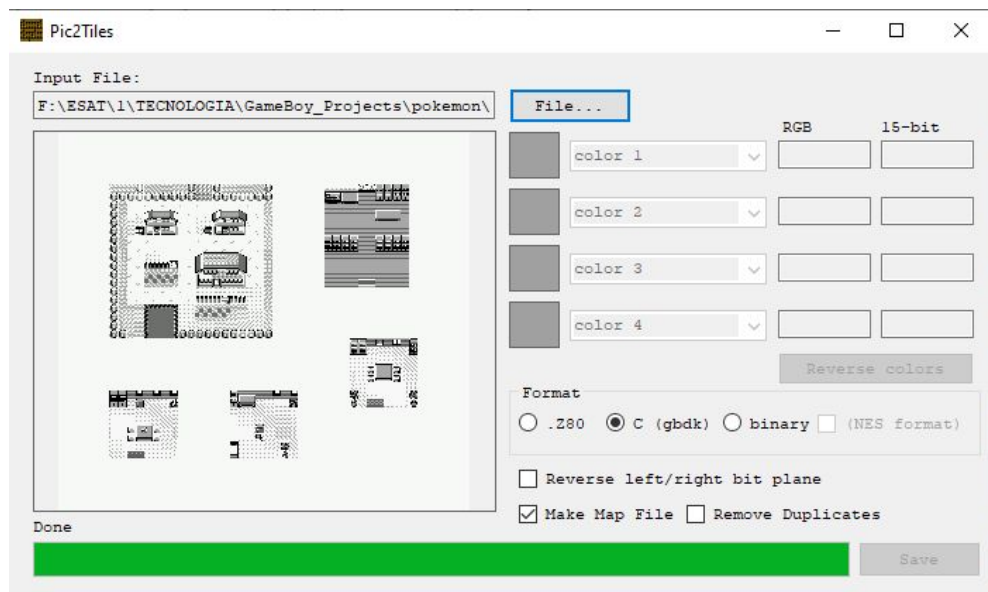 Pic2Tiles
Input File:
F:\ESAT\1\TECNOLOGIA\GameBoy_Projects\pokemon\
File...
RGB 15-bit
color 1
color 2
color 3
color 4
Reverse colors
Format
.Z80 C (gbdk) binary (NES format)
Reverse left/right bit plane
Make Map File Remove Duplicates
Done
Save